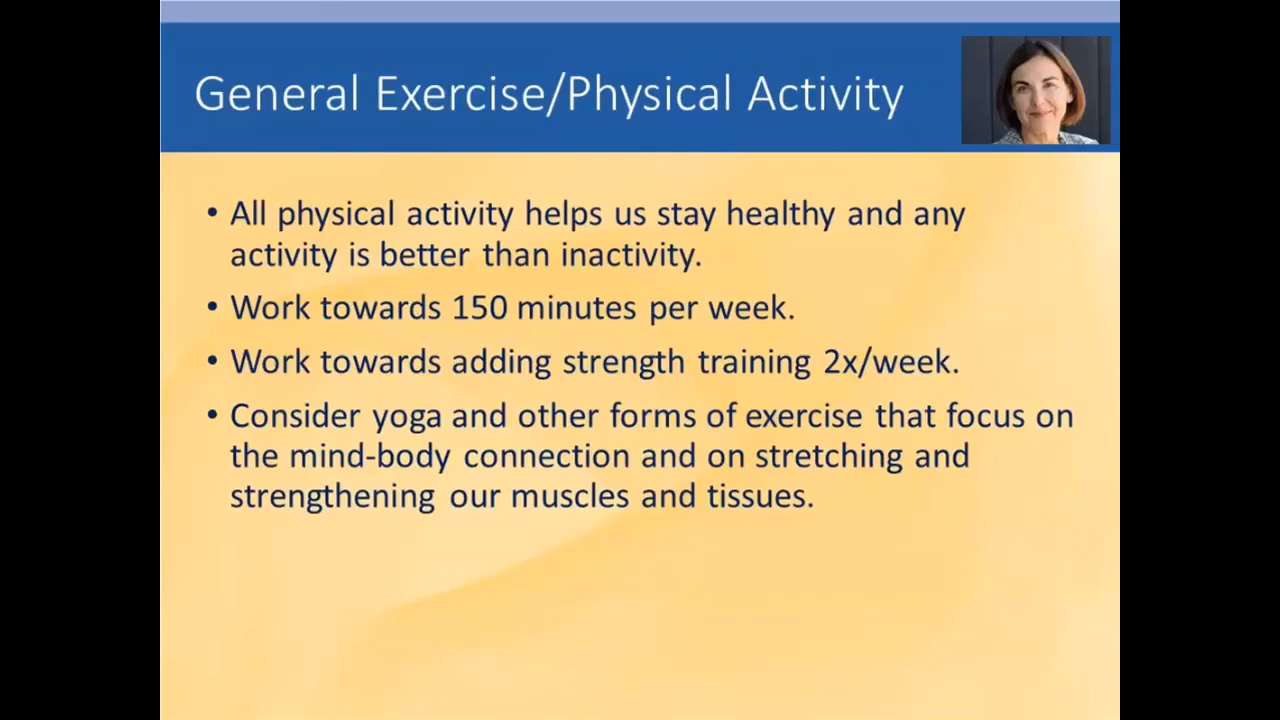 General Exercise/Physical Activity
• All physical activity helps us stay healthy and any
activity is better than inactivity.
• Work towards 150 minutes per week.
• Work towards adding strength training 2x/week.
• Consider yoga and other forms of exercise that focus on
the mind-body connection and on stretching and
strengthening our muscles and tissues.